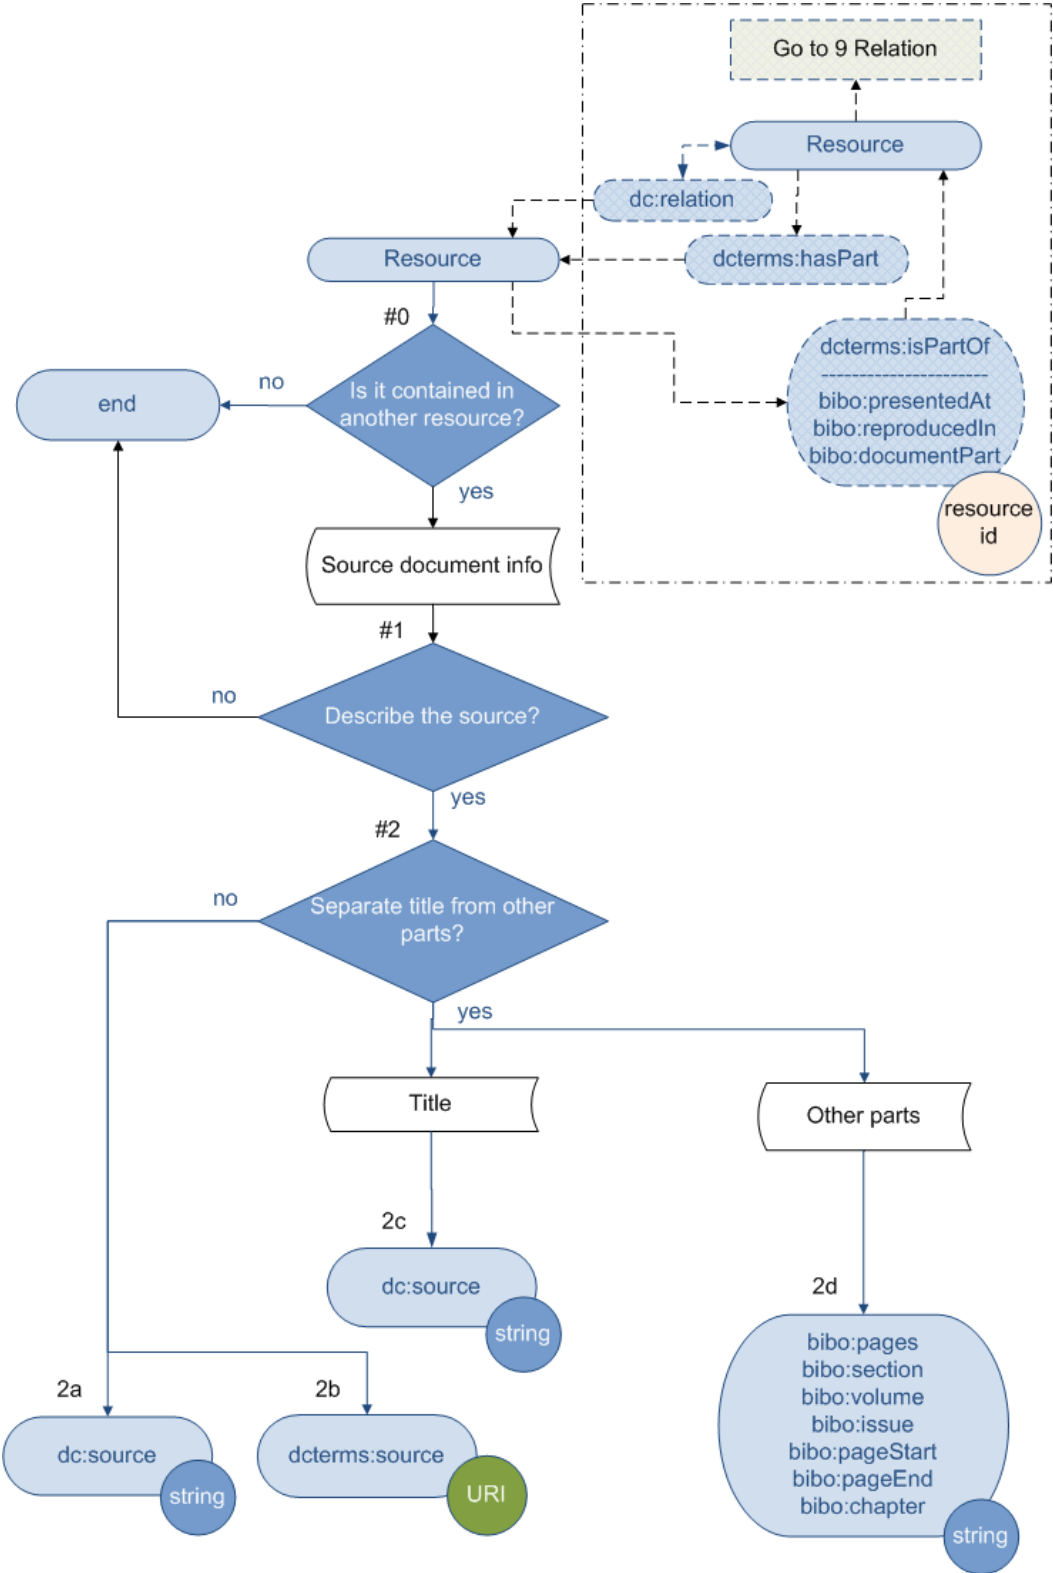 Go to 9 Relation
Resource
dc:relation
dcterms:hasPart
Resource
#0
dcterms:isPartOf
---------------------
bibo:presentedAt
bibo:reproducedIn
bibo:documentPart
resource
id
Is it contained in
another resource?
no
end
yes
Source document info
#1
no
Describe the source?
yes
#2
no
Separate title from other
parts?
yes
Title
Other parts
2c
dc:source
string
2d
bibo:pages
bibo:section
bibo:volume
bibo:issue
bibo:pageStart
bibo:pageEnd
bibo:chapter
string
2a
dc:source
string
2b
dcterms:source
URI